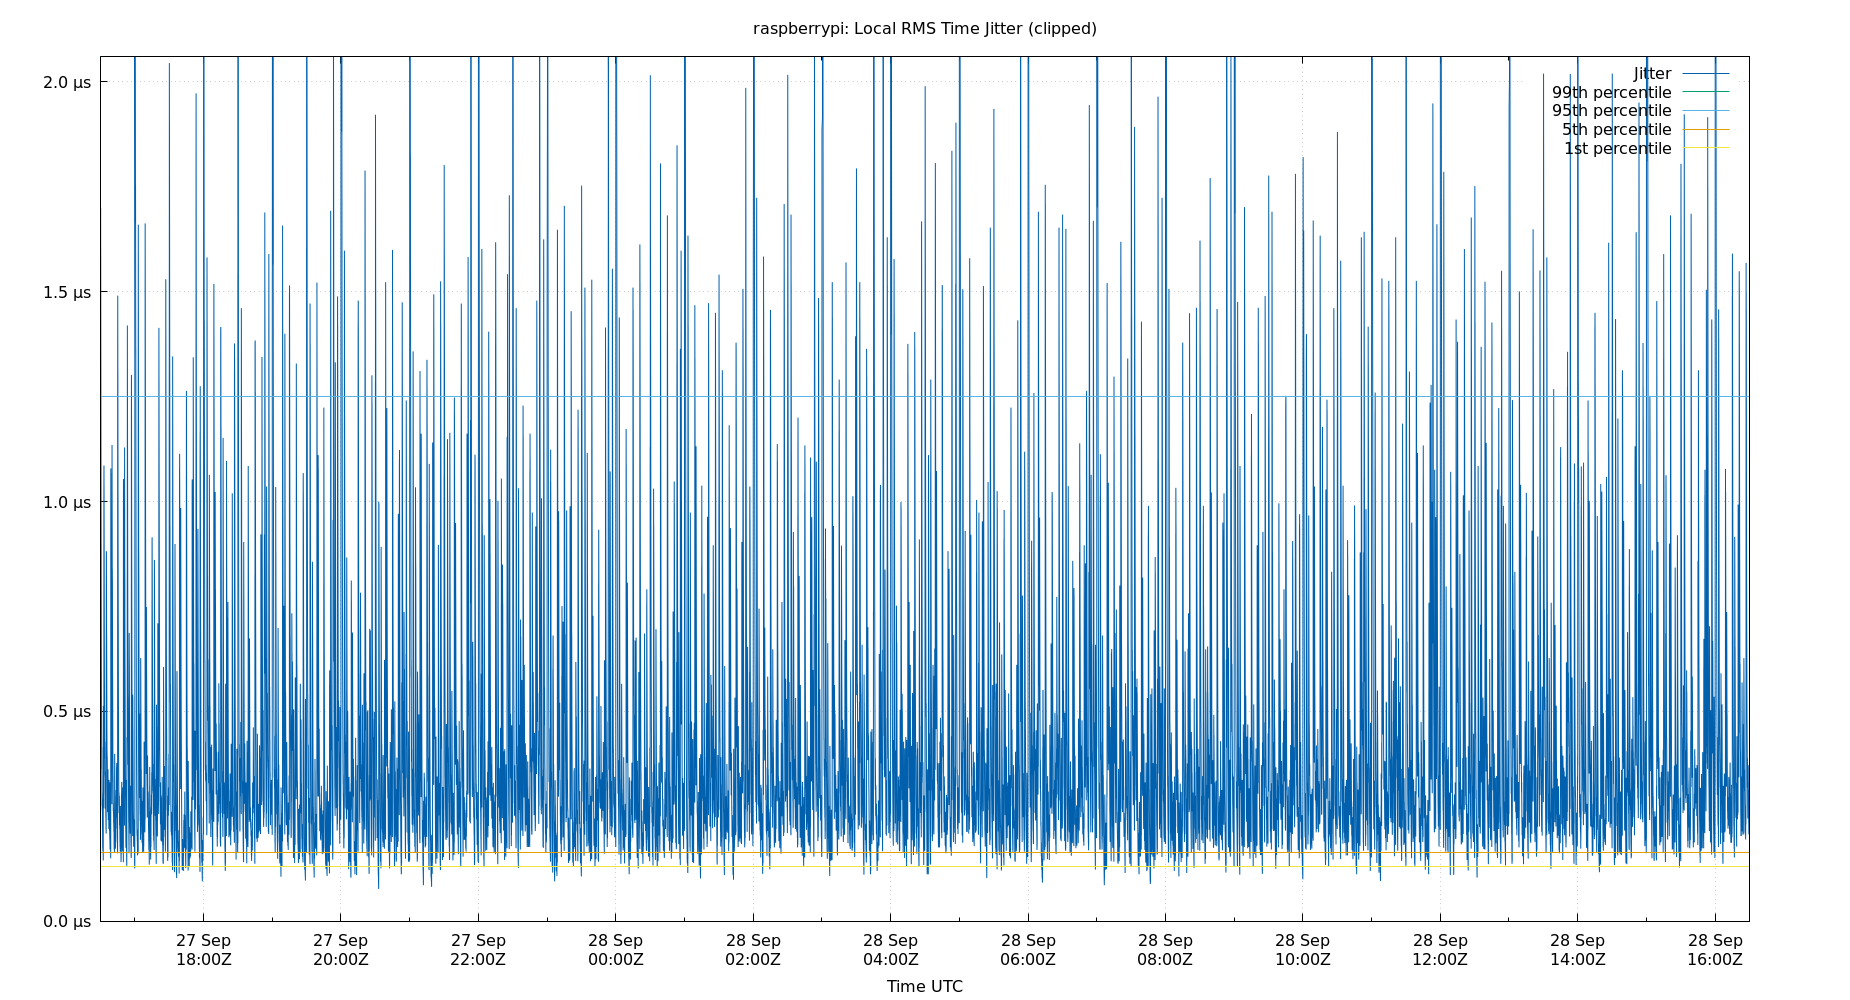 raspberrypi: Local RMS Time Jitter (clipped)
2.0 µs
1.5 µs
1.0 µs
0.5 µs
0.0 µs
Jitter
99th percentile
95th percentile
5th percentile
1st percentile
27 Sep 27 Sep 27 Sep 28 Sep 28 Sep 28 Sep 28 Sep 28 Sep 28 Sep 28 Sep 28 Sep 28 Sep
18:00Z 20:00Z 22:00Z 00:00Z 02:00Z 04:00Z 06:00Z 08:00Z 10:00Z 12:00Z 14:00Z 16:00Z
Time UTC